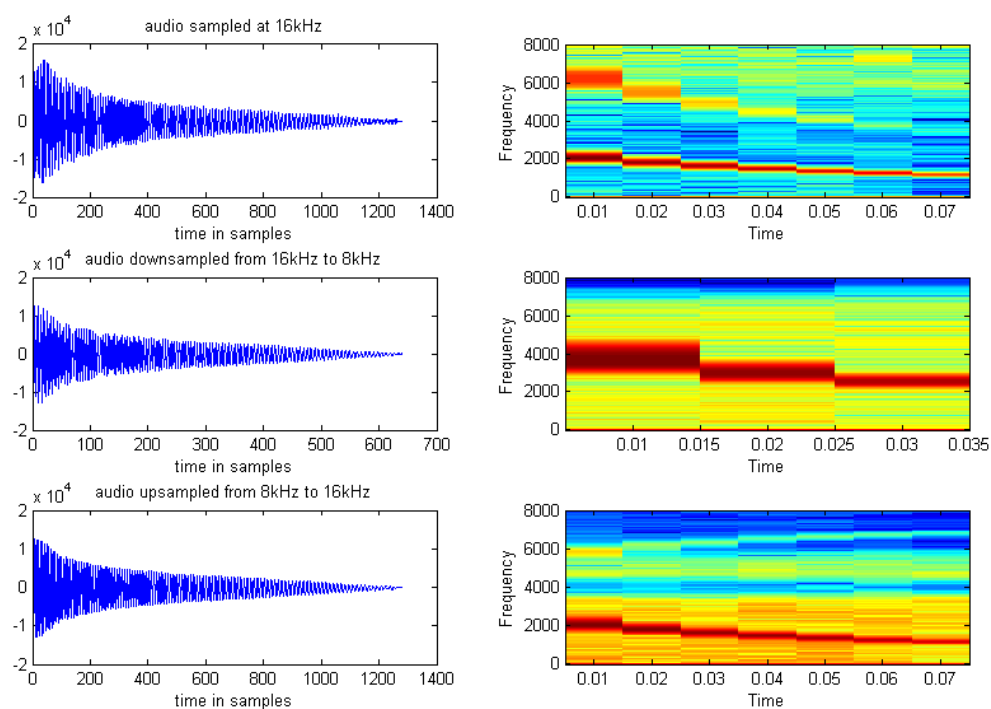 x 10^4
audio sampled at 16kHz
2
1
0
-1
-2
0 200 400 600 800 1000 1200 1400
time in samples
8000
6000
4000
2000
0
Frequency
0.01 0.02 0.03 0.04 0.05 0.06 0.07
Time
x 10^4
audio downsampled from 16kHz to 8kHz
2
1
0
-1
-2
0 100 200 300 400 500 600 700
time in samples
8000
6000
4000
2000
0
Frequency
0.01 0.015 0.02 0.025 0.03 0.035
Time
x 10^4
audio upsampled from 8kHz to 16kHz
2
1
0
-1
-2
0 200 400 600 800 1000 1200 1400
time in samples
8000
6000
4000
2000
0
Frequency
0.01 0.02 0.03 0.04 0.05 0.06 0.07
Time